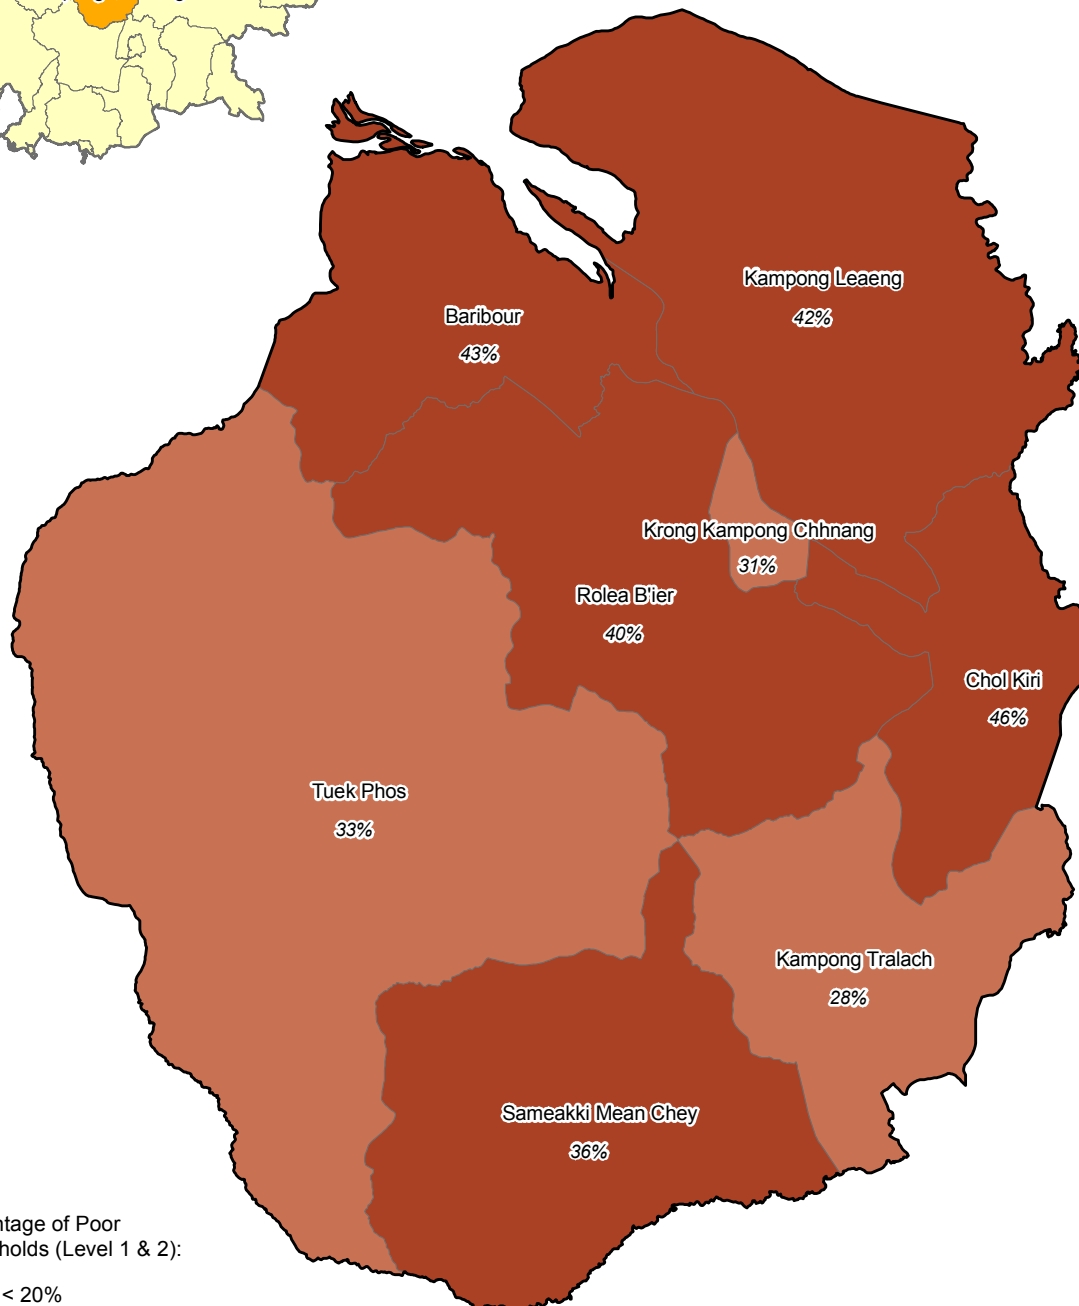 Kampong Leaeng
42%
Baribour
43%
Krong Kampong Chhnang
31%
Rolea B'ier
40%
Chol Kiri
46%
Tuek Phos
33%
Kampong Tralach
28%
Sameakki Mean Chey
36%
ntage of Poor
holds (Level 1 & 2):
< 20%